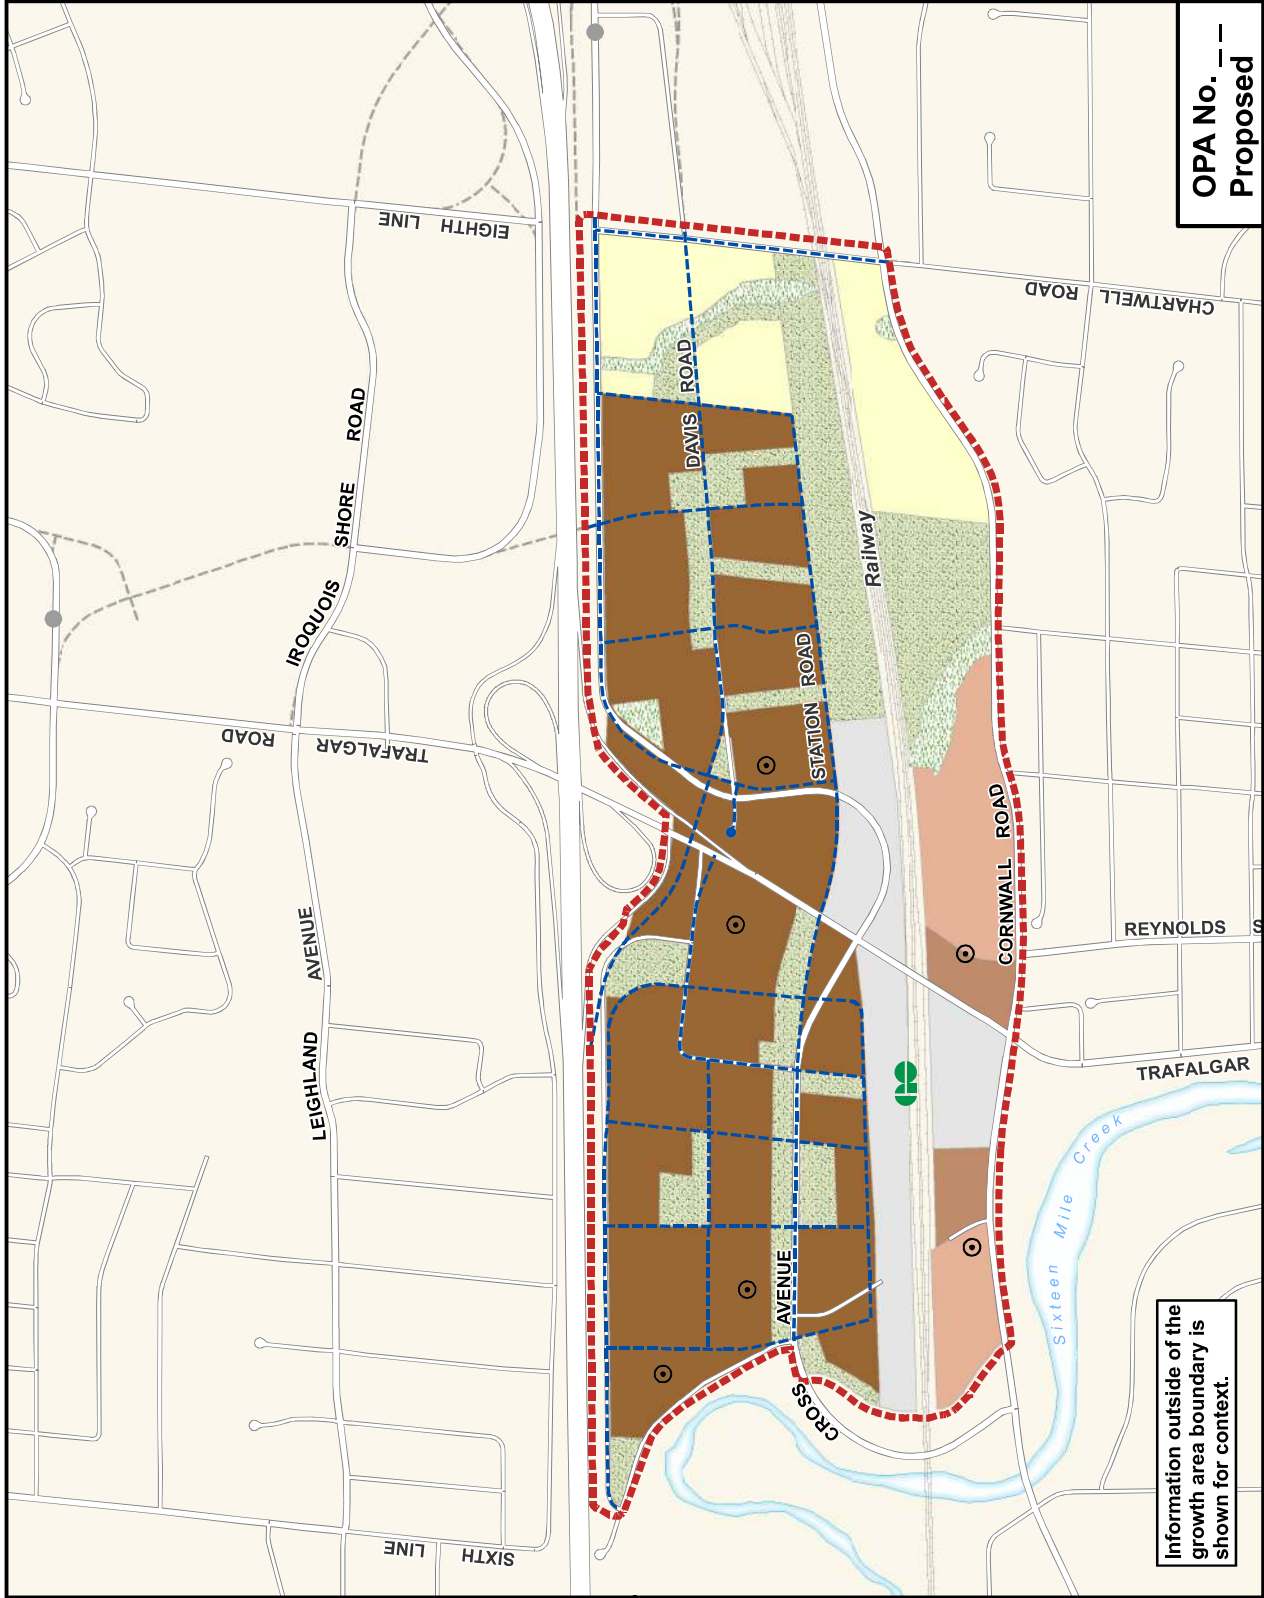 OPA No. _ _
Proposed
EIGHTH LINE
CHARTWELL ROAD
IROQUOIS SHORE ROAD
DAVIS ROAD
Railway
STATION ROAD
TRAFALGAR ROAD
CORNWALL ROAD
REYNOLDS S
LEIGHLAND AVENUE
TRAFALGAR
GO
Sixteen Mile Creek
CROSS AVENUE
SIXTH LINE
Information outside of the
growth area boundary is
shown for context.